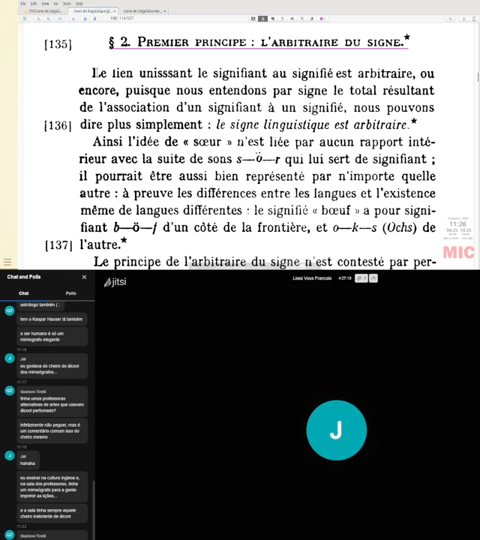 [135]
§ 2. PREMIER PRINCIPE : L'ARBITRAIRE DU SIGNE.*
Le lien unisssant le signifiant au signifié est arbitraire, ou
encore, puisque nous entendons par signe le total résultant
de l'association d'un signifiant à un signifié, nous pouvons
[136] dire plus simplement : le signe linguistique est arbitraire.*
Ainsi l'idée de « sœur » n'est liée par aucun rapport inté-
rieur avec la suite de sons s—ö—r qui lui sert de signifiant ;
il pourrait être aussi bien représenté par n'importe quelle
autre : à preuve les différences entre les langues et l'existence
même de langues différentes : le signifié « bœuf » a pour signi-
fiant b—ö—f d'un côté de la frontière, et o—k—s (Ochs) de
[137] l'autre.*
Le principe de l'arbitraire du signe n'est contesté par per-
11:26
MIC
Chat and Polls
Chat
Polls
tem o Kaspar Hauser lá também
o ser humano é só um
mimiógrafo elegante
J
eu gostava do cheiro do álcool
dos mimeógrafos...
tinha umas professoras
alternativas de artes que usavam
álcool perfumado?
infelizmente não peguei, mas é
um comentário comum isso do
cheiro mesmo
J
hahaha
eu ensinei na cultura inglesa e,
na sala dos professores, tinha
um mimeógrafo para a gente
imprimir as lições...
e a sala tinha sempre aquele
cheiro inebriante de álcool
jitsi
J